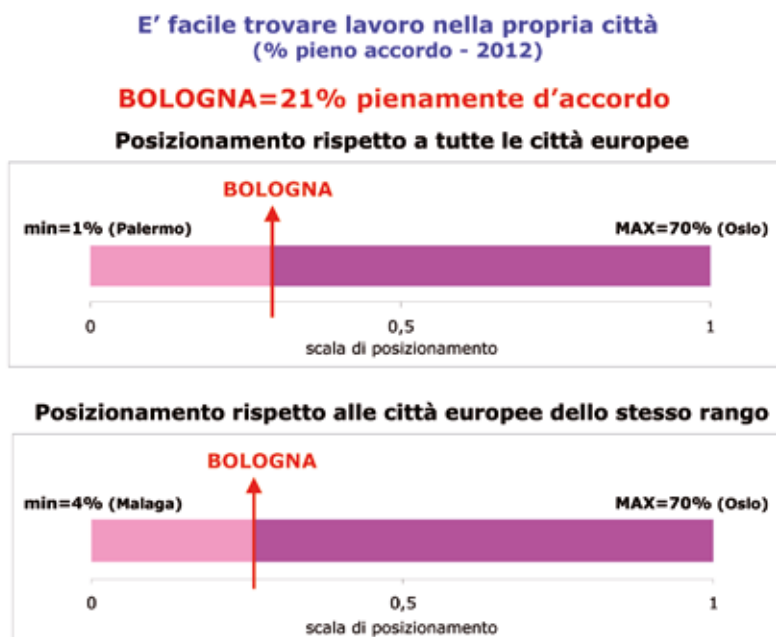 E’ facile trovare lavoro nella propria città
(% pieno accordo - 2012)
BOLOGNA=21% pienamente d’accordo
Posizionamento rispetto a tutte le città europee
BOLOGNA
min=1% (Palermo) MAX=70% (Oslo)
0 0,5 1
scala di posizionamento
Posizionamento rispetto alle città europee dello stesso rango
BOLOGNA
min=4% (Malaga) MAX=70% (Oslo)
0 0,5 1
scala di posizionamento